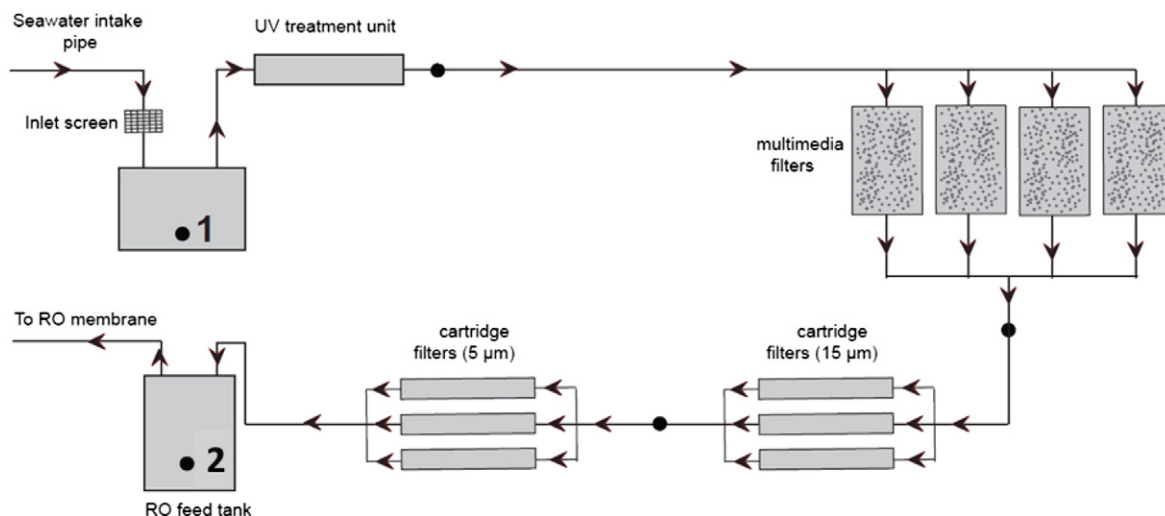 Seawater intake
pipe
UV treatment unit
Inlet screen
1
multimedia
filters
To RO membrane
cartridge
filters (5 µm)
cartridge
filters (15 µm)
2
RO feed tank